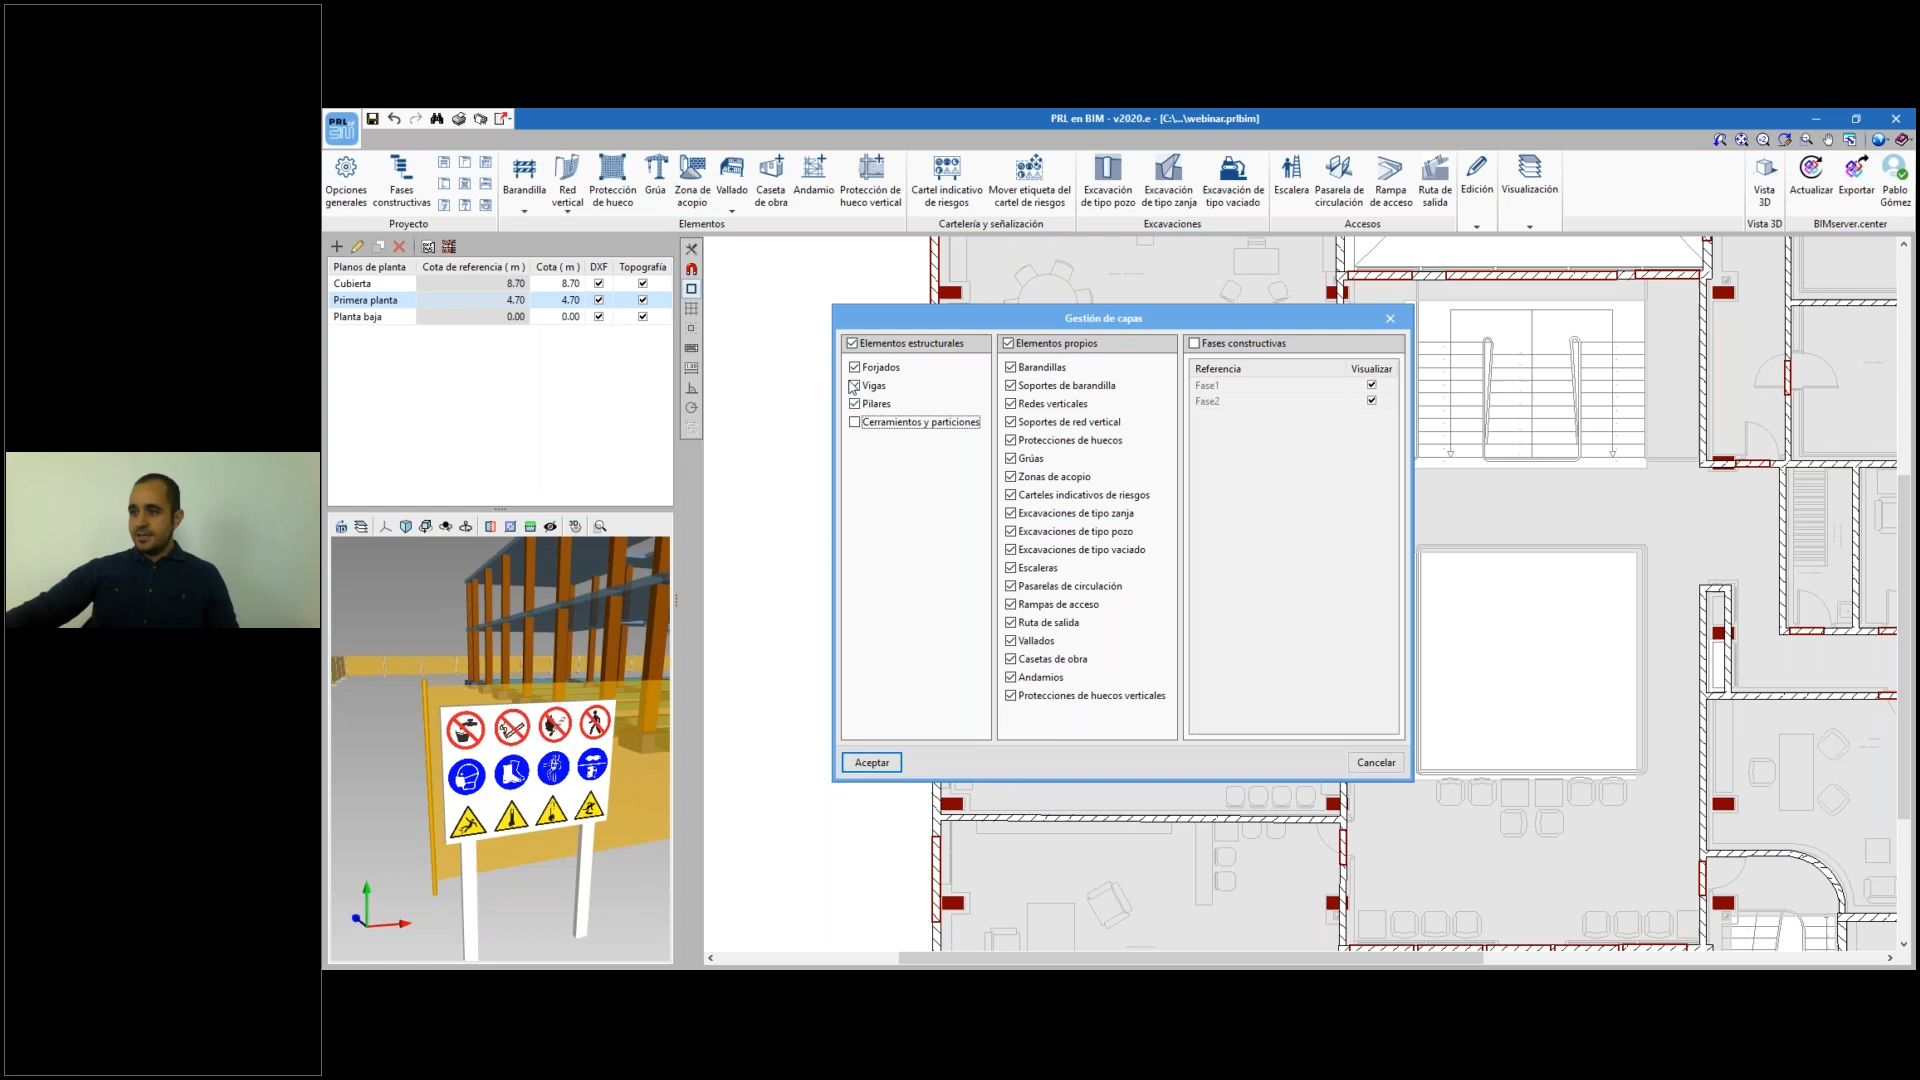 PRL en BIM - v2020.e - [C:\...\webinar.prlbim]
Opciones generales
Fases constructivas
Proyecto
Barandilla
Red vertical
Protección de hueco
Grúa
Zona de acopio
Vallado
Caseta de obra
Andamio
Protección de hueco vertical
Elementos
Cartel indicativo de riesgos
Mover etiqueta del cartel de riesgos
Cartelería y señalización
Excavación de tipo pozo
Excavación de tipo zanja
Excavación de tipo vaciado
Excavaciones
Escalera
Pasarela de circulación
Rampa de acceso
Ruta de salida
Accesos
Edición
Visualización
Vista 3D
Vista 3D
Actualizar
Exportar
Pablo Gómez
BIMserver.center
Planos de planta Cota de referencia ( m ) Cota ( m ) DXF Topografía
Cubierta 8.70 8.70
Primera planta 4.70 4.70
Planta baja 0.00 0.00
Gestión de capas
Elementos estructurales
Forjados
Vigas
Pilares
Cerramientos y particiones
Elementos propios
Barandillas
Soportes de barandilla
Redes verticales
Soportes de red vertical
Protecciones de huecos
Grúas
Zonas de acopio
Carteles indicativos de riesgos
Excavaciones de tipo zanja
Excavaciones de tipo pozo
Excavaciones de tipo vaciado
Escaleras
Pasarelas de circulación
Rampas de acceso
Ruta de salida
Vallados
Casetas de obra
Andamios
Protecciones de huecos verticales
Fases constructivas
Referencia Visualizar
Fase1
Fase2
Aceptar
Cancelar